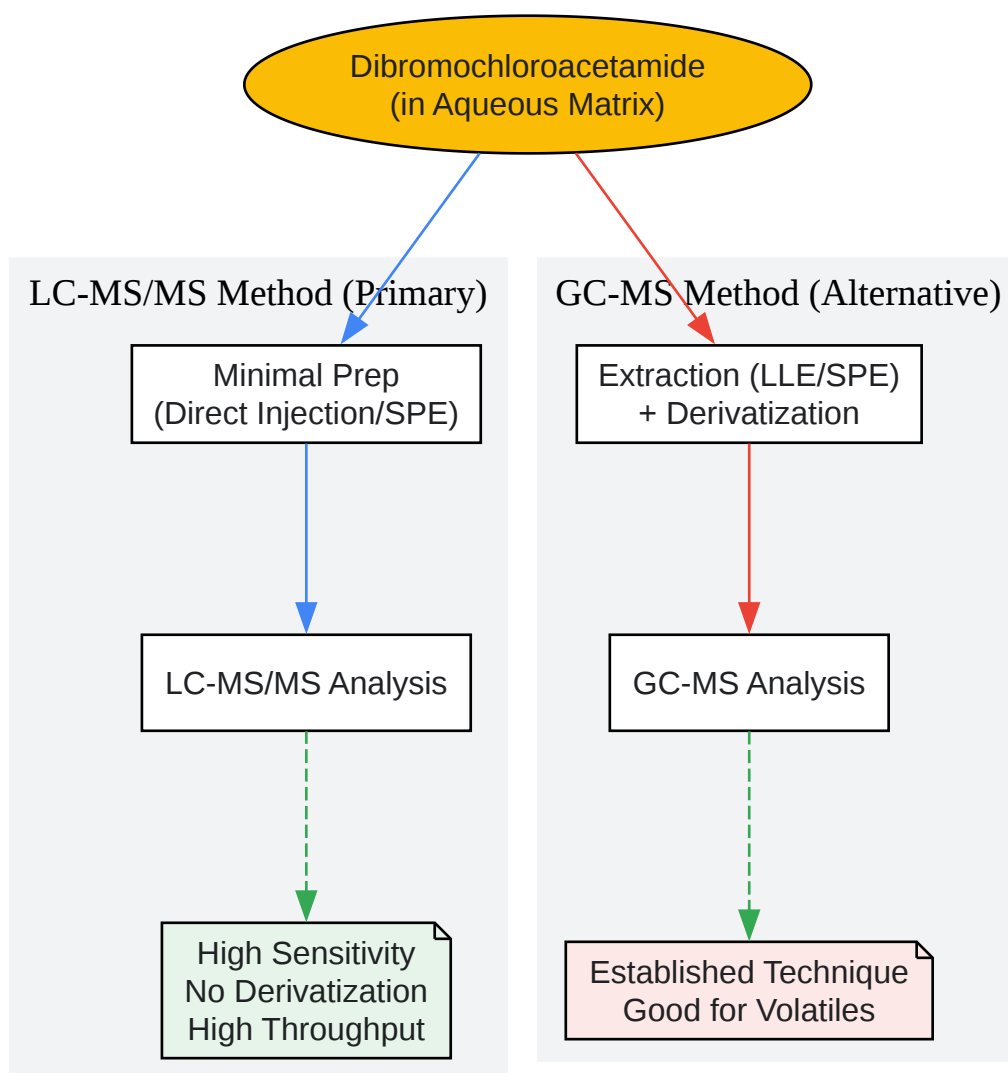 Dibromochloroacetamide
(in Aqueous Matrix)
LC-MS/MS Method (Primary)
Minimal Prep
(Direct Injection/SPE)
LC-MS/MS Analysis
High Sensitivity
No Derivatization
High Throughput
GC-MS Method (Alternative)
Extraction (LLE/SPE)
+ Derivatization
GC-MS Analysis
Established Technique
Good for Volatiles